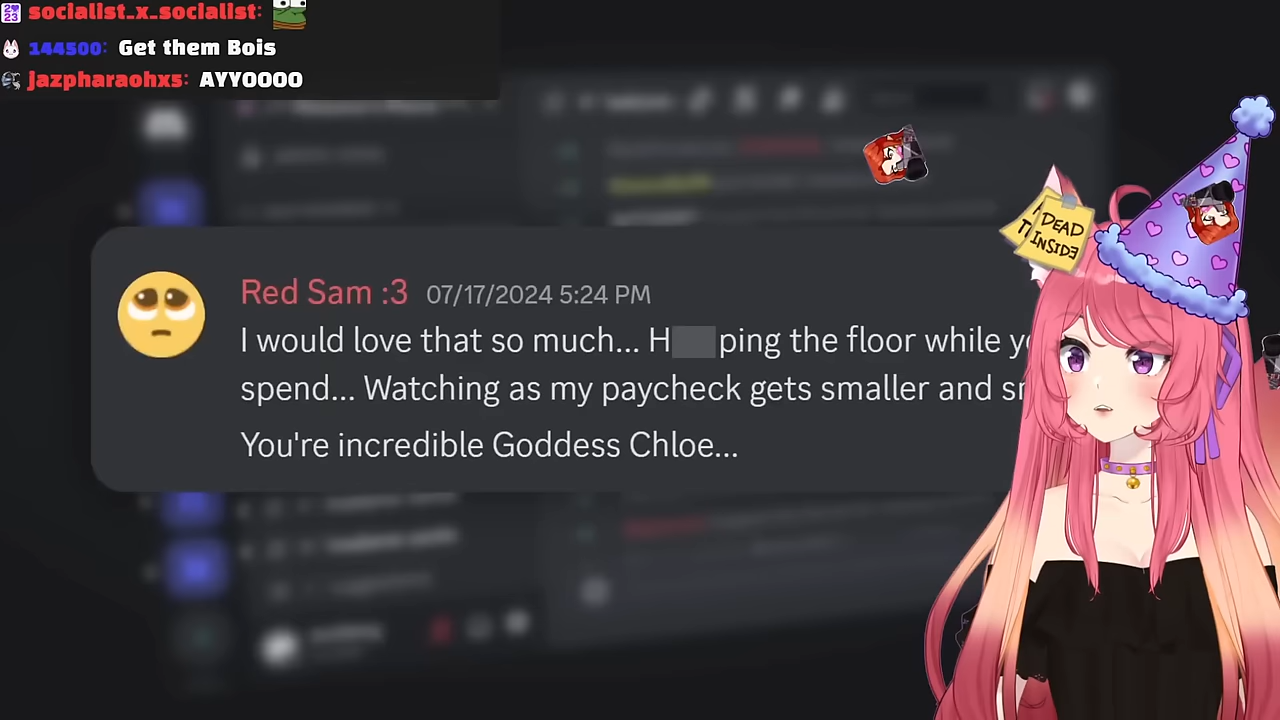 socialist_x_socialist:
144500: Get them Bois
jazpharaohxs: AYYOOOO
DEAD
INSIDE
Red Sam :3 07/17/2024 5:24 PM
I would love that so much... H ping the floor while
spend... Watching as my paycheck gets smaller and
You're incredible Goddess Chloe...